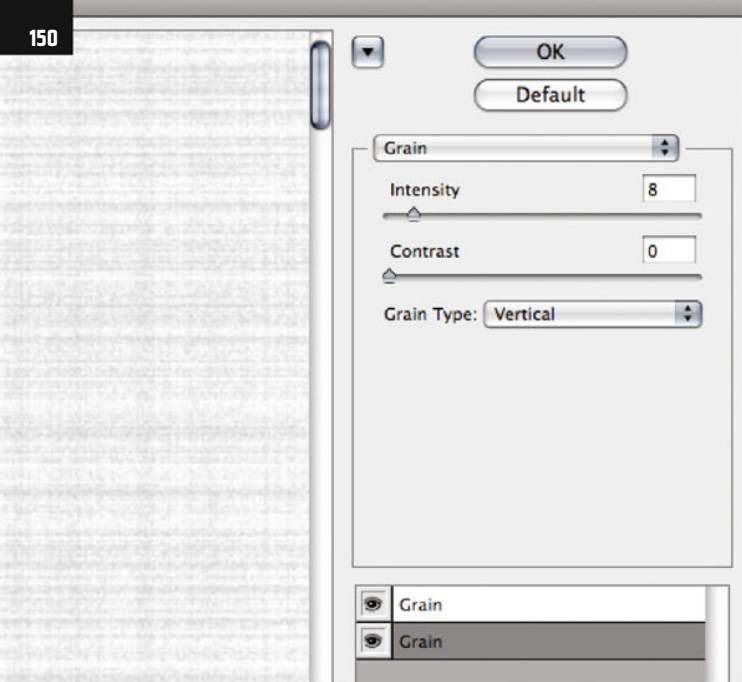 150
OK
Default
Grain
Intensity 8
Contrast 0
Grain Type: Vertical
Grain
Grain